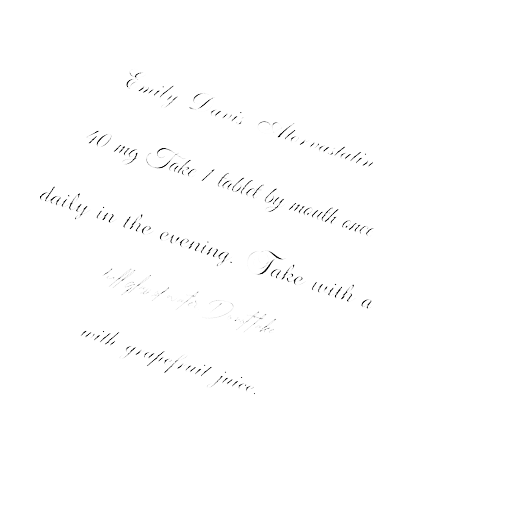 Emily Davis Atorvastatin
40 mg Take 1 tablet by mouth once
daily in the evening. Take with a
with grapefruit juice.